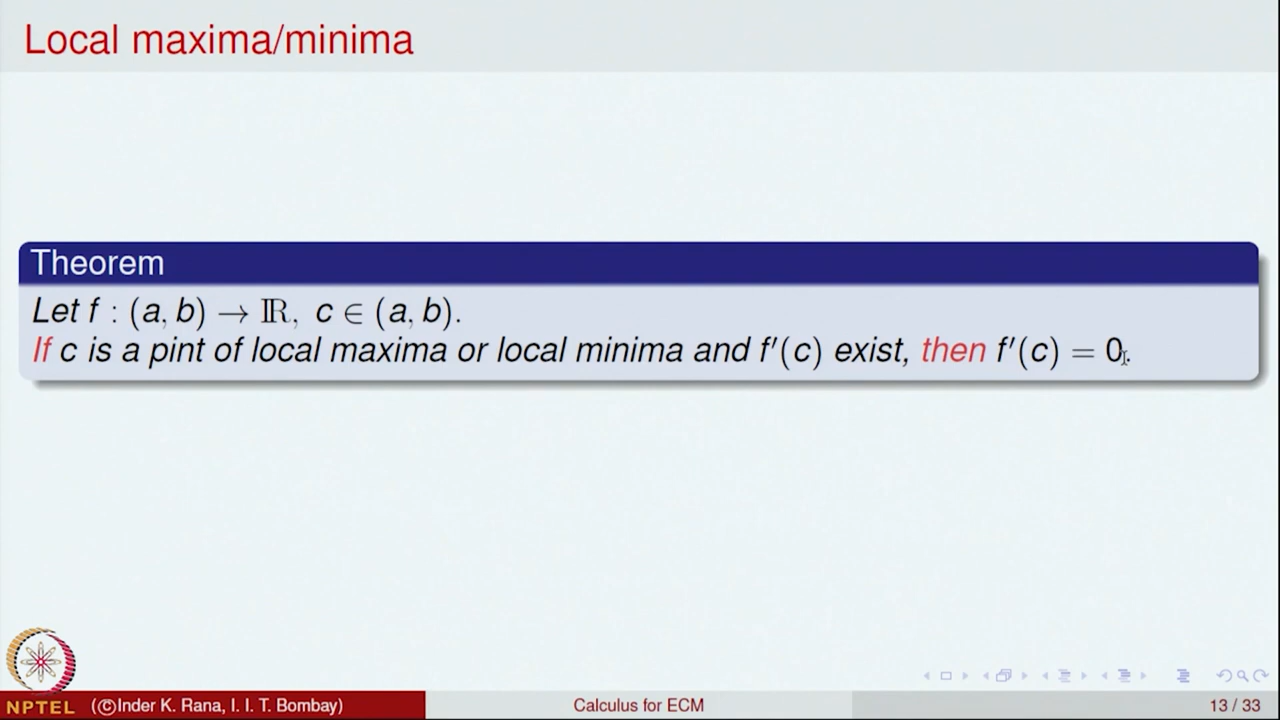 Local maxima/minima
Theorem
Let f : (a, b) → ℝ, c ∈ (a, b).
If c is a pint of local maxima or local minima and f′(c) exist, then f′(c) = 0.
NPTEL
(©Inder K. Rana, I. I. T. Bombay)
Calculus for ECM
13 / 33